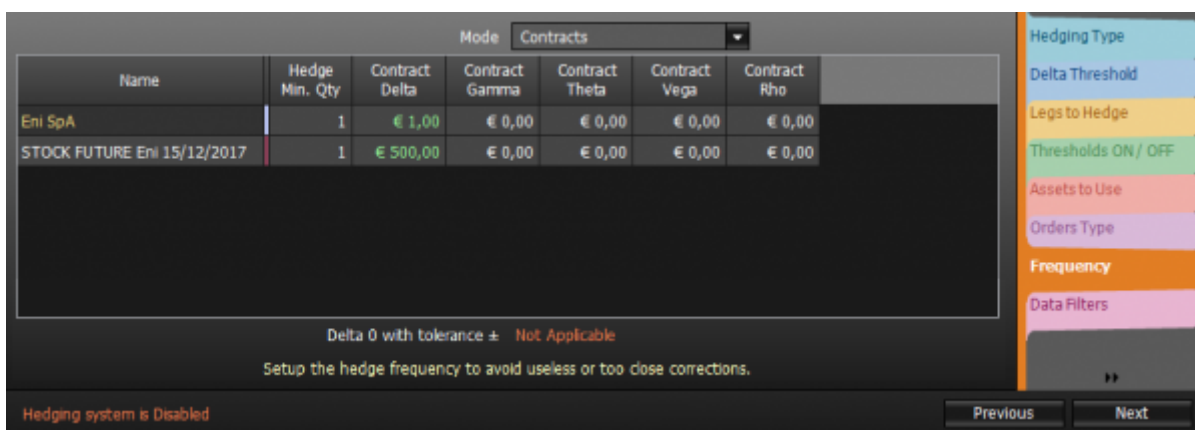 Mode Contracts
Name Hedge Min. Qty Contract Delta Contract Gamma Contract Theta Contract Vega Contract Rho
Eni SpA 1 € 1,00 € 0,00 € 0,00 € 0,00 € 0,00
STOCK FUTURE Eni 15/12/2017 1 € 500,00 € 0,00 € 0,00 € 0,00 € 0,00
Delta 0 with tolerance ± Not Applicable
Setup the hedge frequency to avoid useless or too close corrections.
Hedging Type
Delta Threshold
Legs to Hedge
Thresholds ON / OFF
Assets to Use
Orders Type
Frequency
Data Filters
Hedging system is Disabled
Previous Next